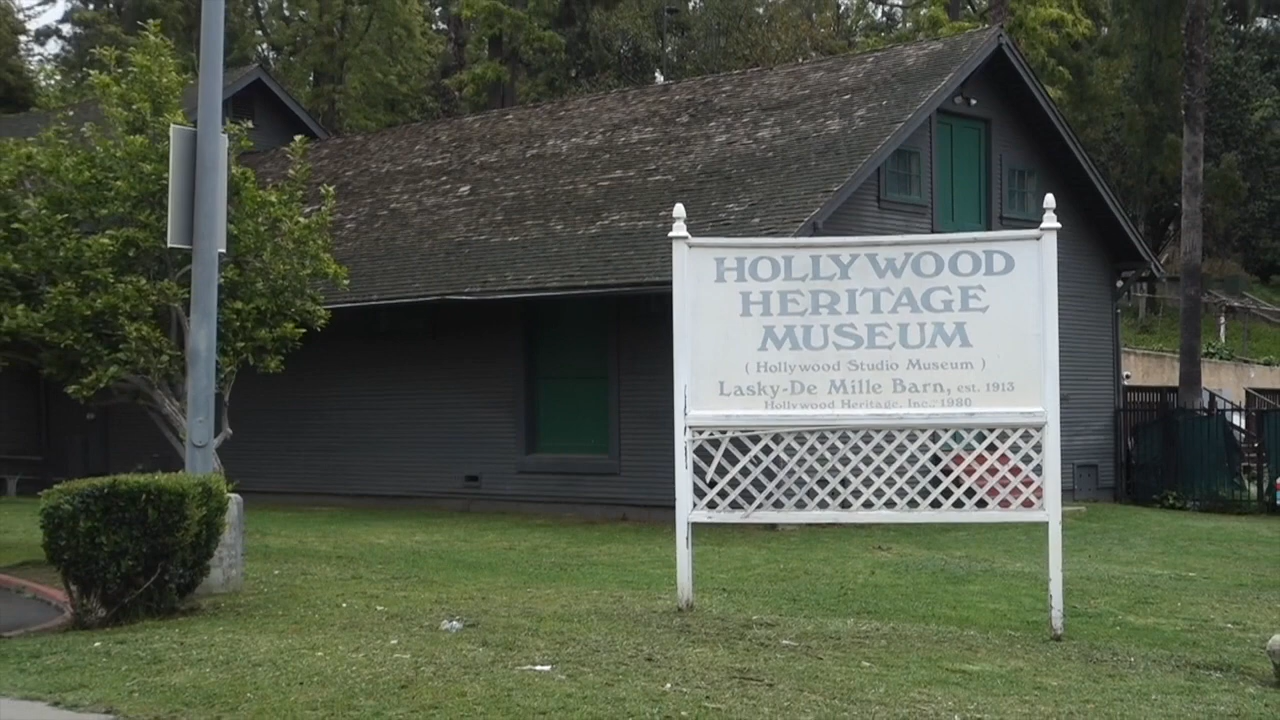 HOLLYWOOD
HERITAGE
MUSEUM
( Hollywood Studio Museum )
Lasky-De Mille Barn, est. 1913
Hollywood Heritage, Inc. 1980